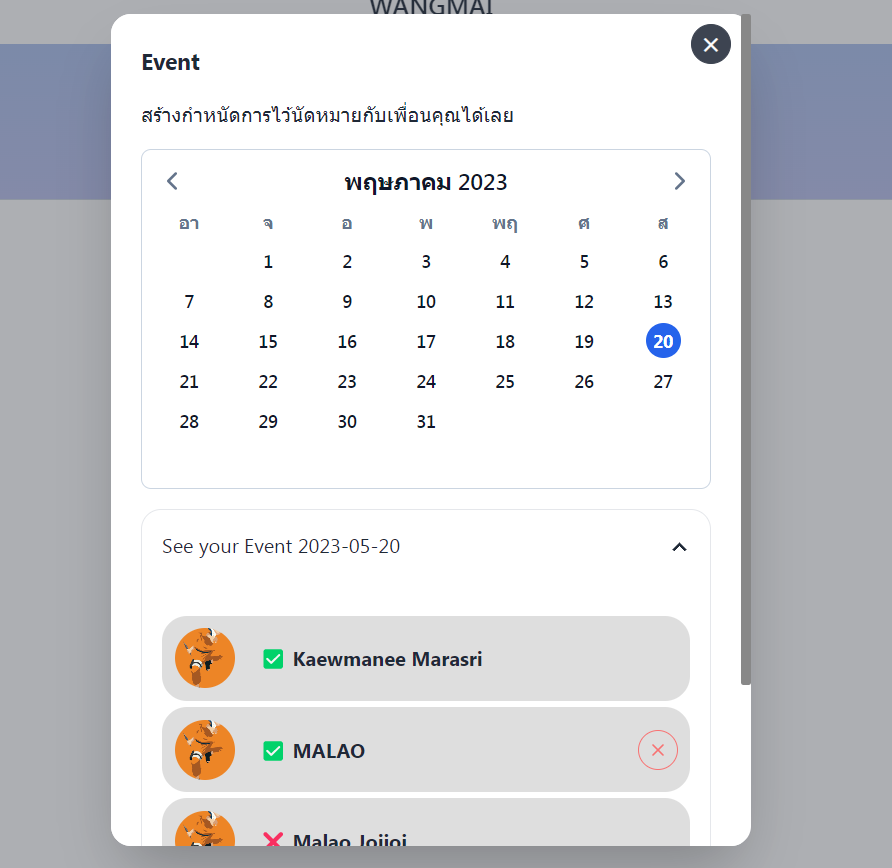 WANGMAI
Event
สร้างกำหนัดการไว้นัดหมายกับเพื่อนคุณได้เลย
พฤษภาคม 2023
อา จ อ พ พฤ ศ ส
1 2 3 4 5 6
7 8 9 10 11 12 13
14 15 16 17 18 19 20
21 22 23 24 25 26 27
28 29 30 31
See your Event 2023-05-20
Kaewmanee Marasri
MALAO
Malao Jojjoj